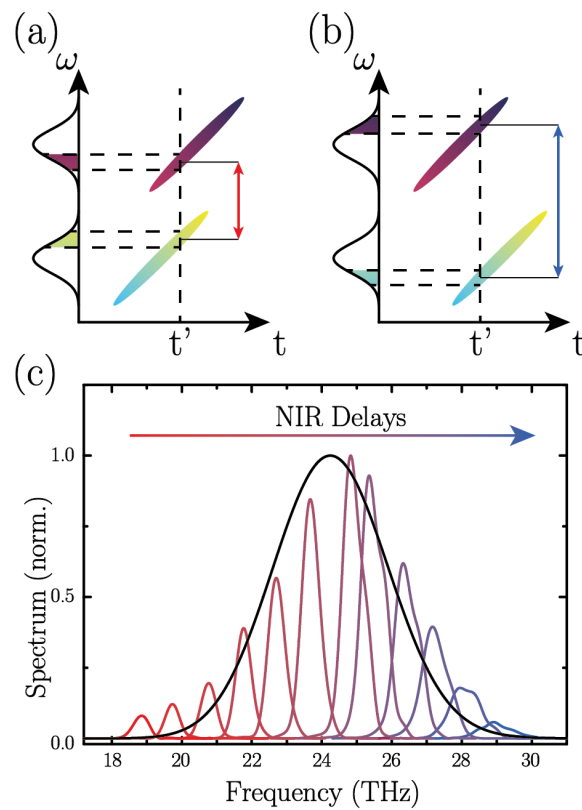 (a)
(b)
ω
ω
t'
t
t'
t
(c)
NIR Delays
Spectrum (norm.)
1.0
0.5
0.0
18 20 22 24 26 28 30
Frequency (THz)